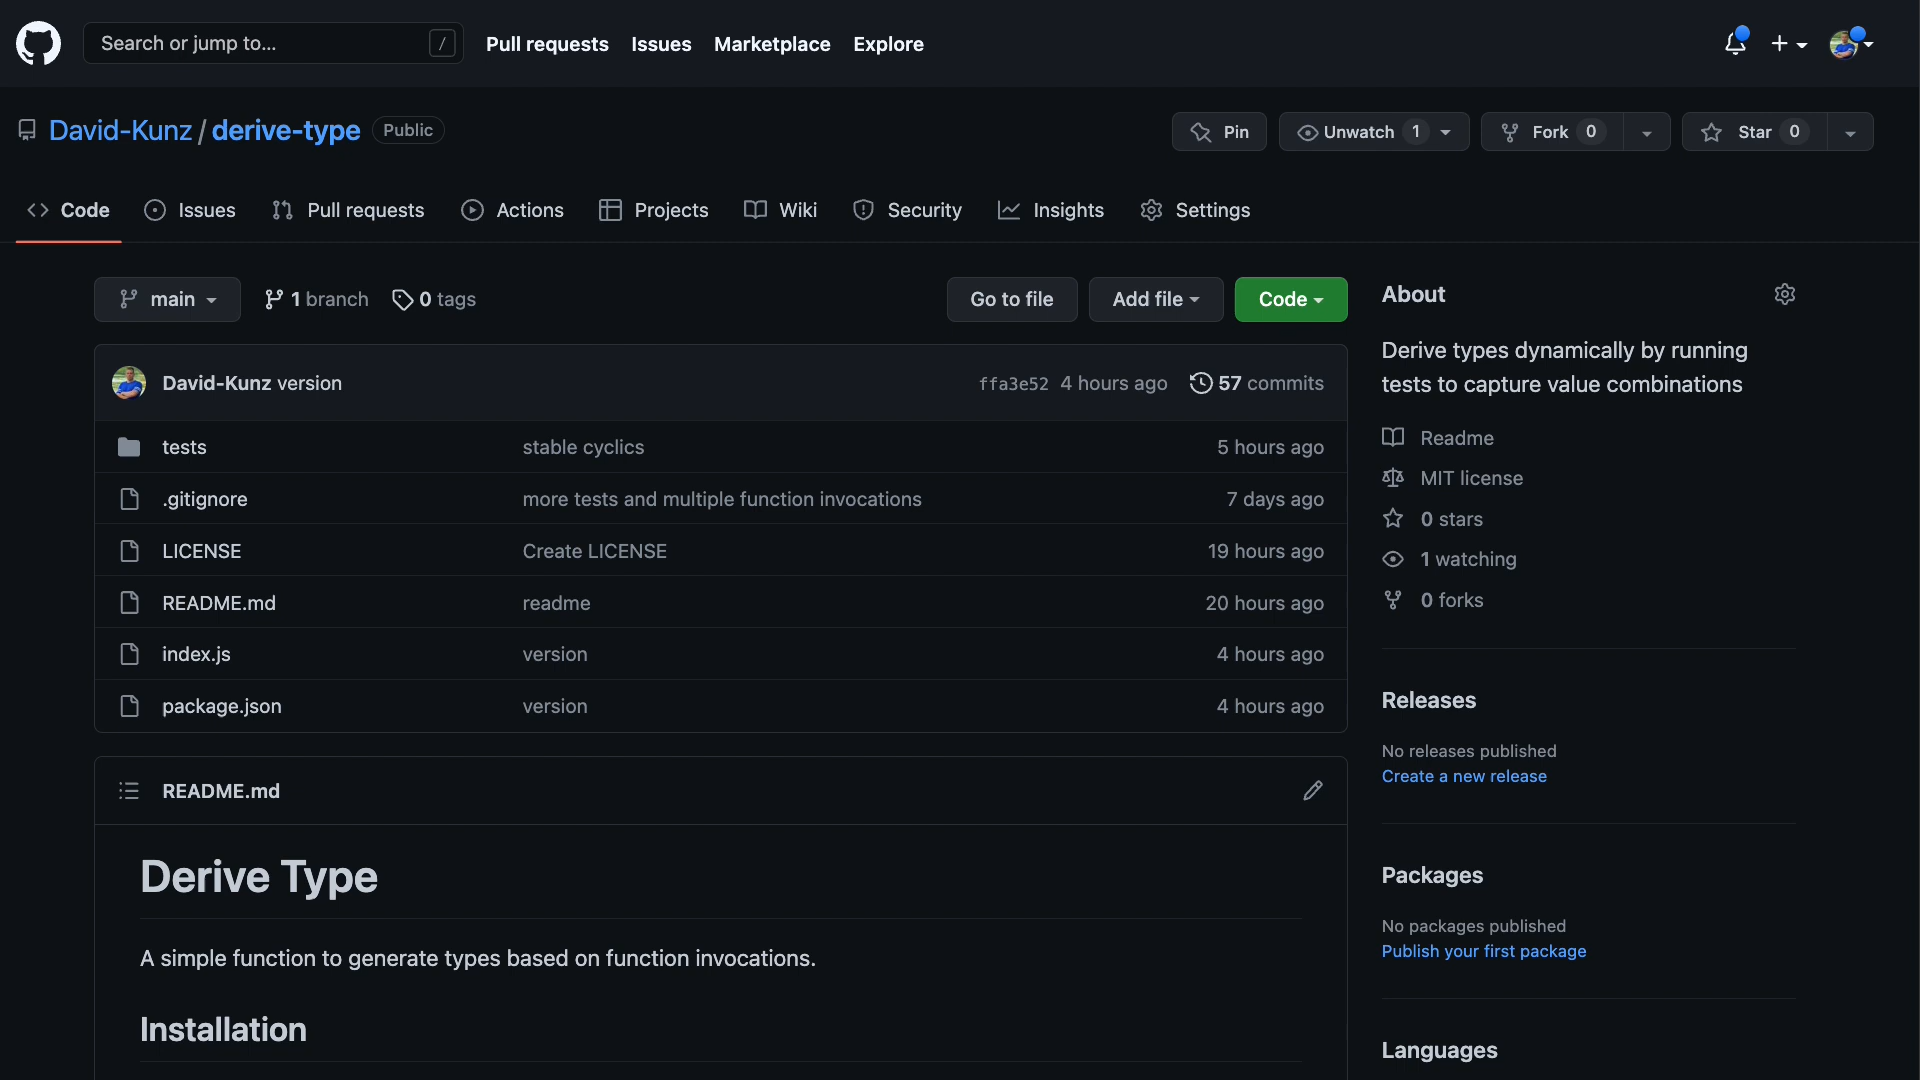 Search or jump to... /
Pull requests Issues Marketplace Explore
David-Kunz / derive-type Public
Pin Unwatch 1 Fork 0 Star 0
Code Issues Pull requests Actions Projects Wiki Security Insights Settings
main 1 branch 0 tags Go to file Add file Code
David-Kunz version ffa3e52 4 hours ago 57 commits
tests stable cyclics 5 hours ago
.gitignore more tests and multiple function invocations 7 days ago
LICENSE Create LICENSE 19 hours ago
README.md readme 20 hours ago
index.js version 4 hours ago
package.json version 4 hours ago
README.md
Derive Type
A simple function to generate types based on function invocations.
Installation
About
Derive types dynamically by running
tests to capture value combinations
Readme
MIT license
0 stars
1 watching
0 forks
Releases
No releases published
Create a new release
Packages
No packages published
Publish your first package
Languages